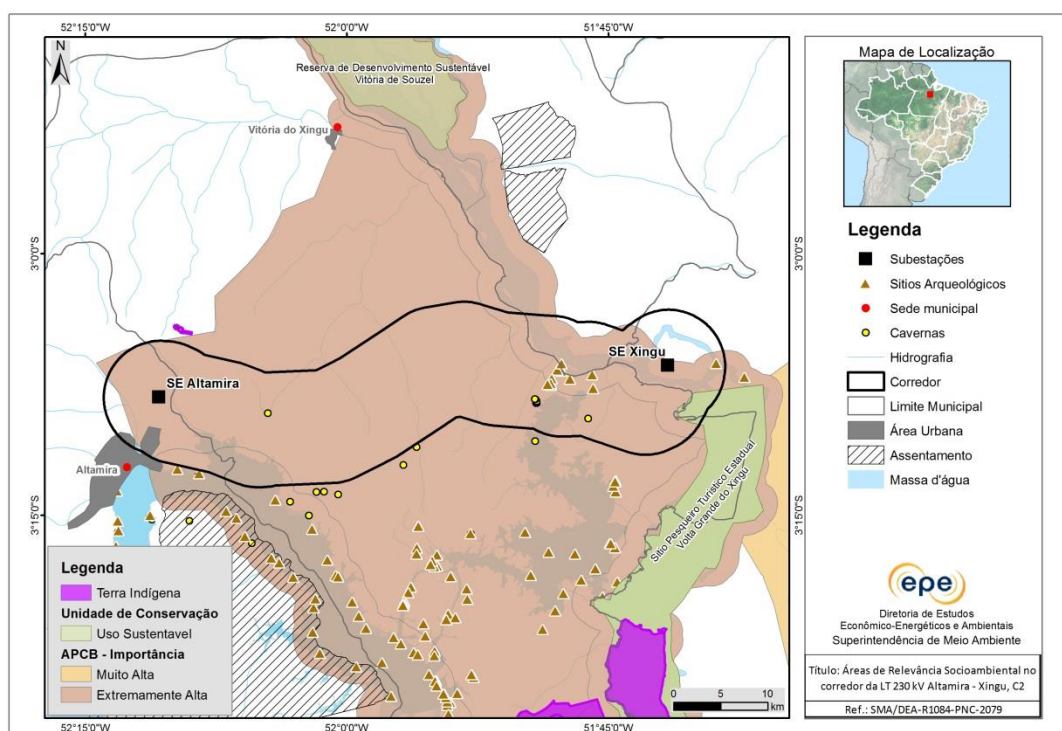 52°15'0"W
52°0'0"W
51°45'0"W
N
Reserva de Desenvolvimento Sustentável
Vitória de Souzel
Vitória do Xingu
3°0'0"S
3°0'0"S
SE Xingu
SE Altamira
Altamira
Sitio Pesqueiro Turistico Estadual
Volta Grande do Xingu
3°15'0"S
3°15'0"S
Legenda
Terra Indígena
Unidade de Conservação
Uso Sustentavel
APCB - Importância
Muito Alta
Extremamente Alta
0 5 10
km
52°15'0"W
52°0'0"W
51°45'0"W
Mapa de Localização
Legenda
Subestações
Sitios Arqueológicos
Sede municipal
Cavernas
Hidrografia
Corredor
Limite Municipal
Área Urbana
Assentamento
Massa d'água
epe
Diretoria de Estudos
Econômico-Energéticos e Ambientais
Superintendência de Meio Ambiente
Título: Áreas de Relevância Socioambiental no
corredor da LT 230 kV Altamira - Xingu, C2
Ref.: SMA/DEA-R1084-PNC-2079